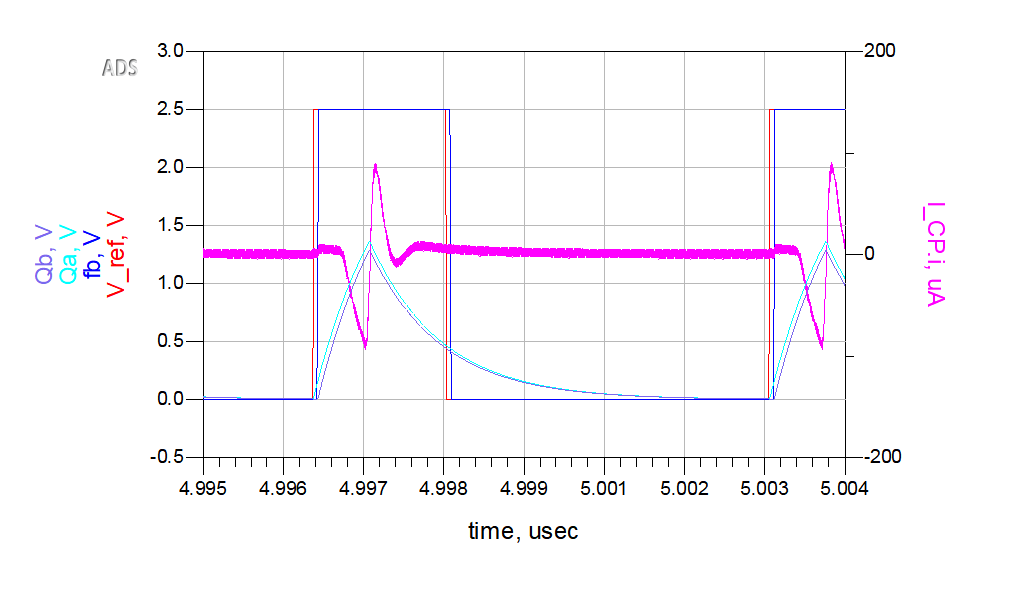 ADS
3.0
2.5
2.0
1.5
1.0
0.5
0.0
-0.5
200
0
-200
4.995 4.996 4.997 4.998 4.999 5.001 5.002 5.003 5.004
time, usec
Qb, V
Qa, V
fb, V
V_ref, V
I_CP.i, uA